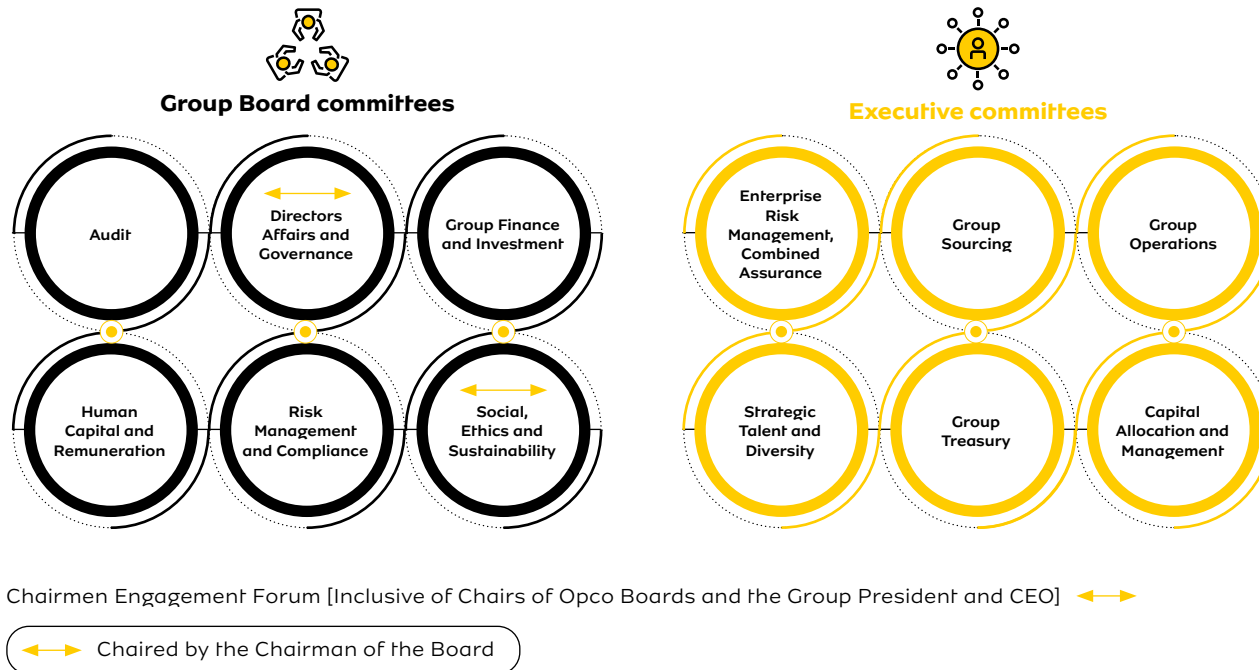 Group Board committees
Audit
Directors
Affairs and
Governance
Group Finance
and Investment
Human
Capital and
Remuneration
Risk
Management
and Compliance
Social,
Ethics and
Sustainability
Executive committees
Enterprise
Risk
Management,
Combined
Assurance
Group
Sourcing
Group
Operations
Strategic
Talent and
Diversity
Group
Treasury
Capital
Allocation and
Management
Chairmen Engagement Forum [Inclusive of Chairs of Opco Boards and the Group President and CEO]
Chaired by the Chairman of the Board